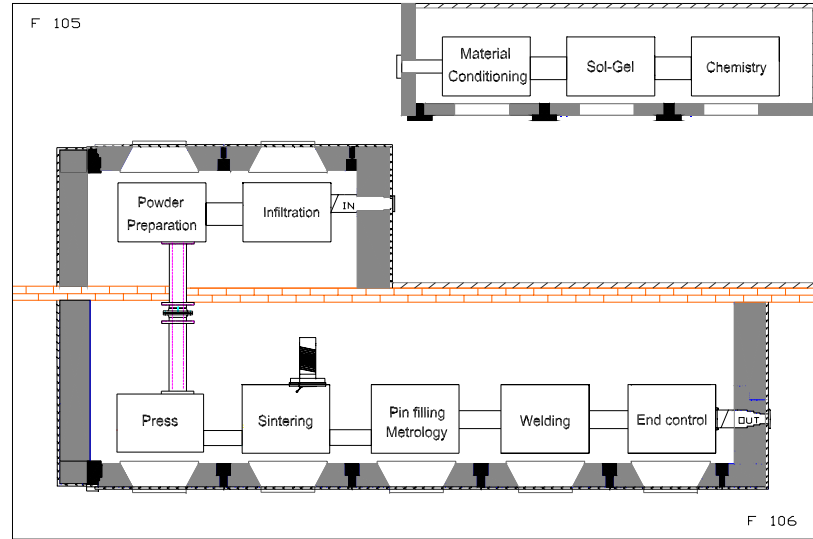 F 105
Material
Conditioning
Sol-Gel
Chemistry
Powder
Preparation
Infiltration
IN
Press
Sintering
Pin filling
Metrology
Welding
End control
OUT
F 106